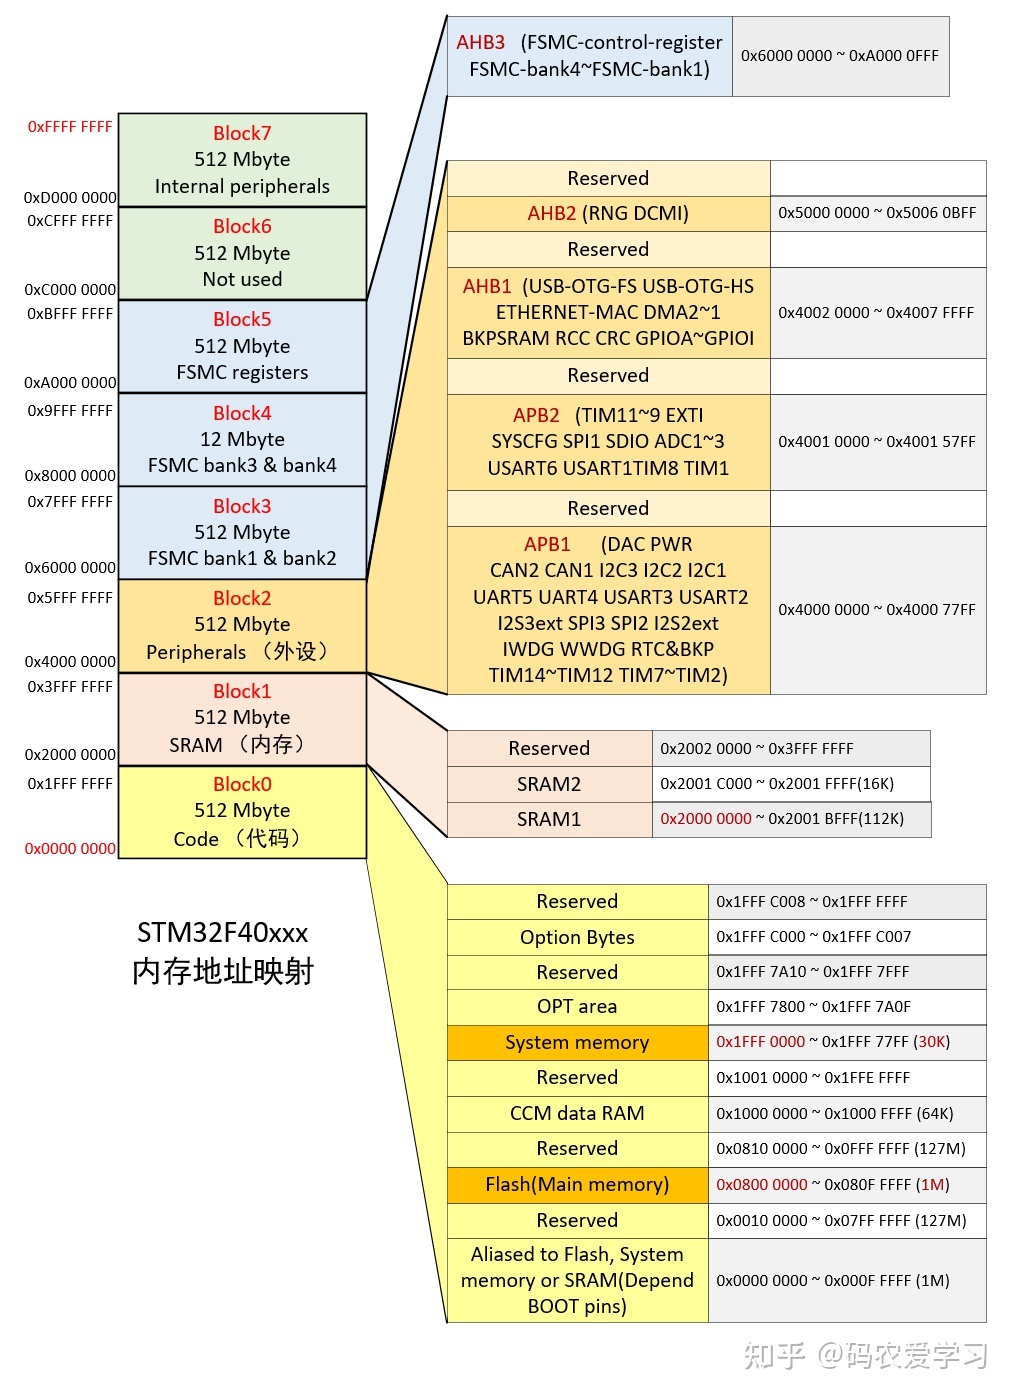 AHB3 (FSMC-control-register
FSMC-bank4~FSMC-bank1)
0x6000 0000 ~ 0xA000 0FFF
0xFFFF FFFF
Block7
512 Mbyte
Internal peripherals
0xD000 0000
0xCFFF FFFF
Block6
512 Mbyte
Not used
0xC000 0000
0xBFFF FFFF
Block5
512 Mbyte
FSMC registers
0xA000 0000
0x9FFF FFFF
Block4
12 Mbyte
FSMC bank3 & bank4
0x8000 0000
0x7FFF FFFF
Block3
512 Mbyte
FSMC bank1 & bank2
0x6000 0000
0x5FFF FFFF
Block2
512 Mbyte
Peripherals （外设）
0x4000 0000
0x3FFF FFFF
Block1
512 Mbyte
SRAM （内存）
0x2000 0000
0x1FFF FFFF
Block0
512 Mbyte
Code （代码）
0x0000 0000
STM32F40xxx
内存地址映射
Reserved
AHB2 (RNG DCMI)
0x5000 0000 ~ 0x5006 0BFF
Reserved
AHB1 (USB-OTG-FS USB-OTG-HS
ETHERNET-MAC DMA2~1
BKPSRAM RCC CRC GPIOA~GPIOI
0x4002 0000 ~ 0x4007 FFFF
Reserved
APB2 (TIM11~9 EXTI
SYSCFG SPI1 SDIO ADC1~3
USART6 USART1TIM8 TIM1
0x4001 0000 ~ 0x4001 57FF
Reserved
APB1 (DAC PWR
CAN2 CAN1 I2C3 I2C2 I2C1
UART5 UART4 USART3 USART2
I2S3ext SPI3 SPI2 I2S2ext
IWDG WWDG RTC&BKP
TIM14~TIM12 TIM7~TIM2)
0x4000 0000 ~ 0x4000 77FF
Reserved
0x2002 0000 ~ 0x3FFF FFFF
SRAM2
0x2001 C000 ~ 0x2001 FFFF(16K)
SRAM1
0x2000 0000 ~ 0x2001 BFFF(112K)
Reserved
0x1FFF C008 ~ 0x1FFF FFFF
Option Bytes
0x1FFF C000 ~ 0x1FFF C007
Reserved
0x1FFF 7A10 ~ 0x1FFF 7FFF
OPT area
0x1FFF 7800 ~ 0x1FFF 7A0F
System memory
0x1FFF 0000 ~ 0x1FFF 77FF (30K)
Reserved
0x1001 0000 ~ 0x1FFE FFFF
CCM data RAM
0x1000 0000 ~ 0x1000 FFFF (64K)
Reserved
0x0810 0000 ~ 0x0FFF FFFF (127M)
Flash(Main memory)
0x0800 0000 ~ 0x080F FFFF (1M)
Reserved
0x0010 0000 ~ 0x07FF FFFF (127M)
Aliased to Flash, System
memory or SRAM(Depend
BOOT pins)
0x0000 0000 ~ 0x000F FFFF (1M)
知乎 @码农爱学习